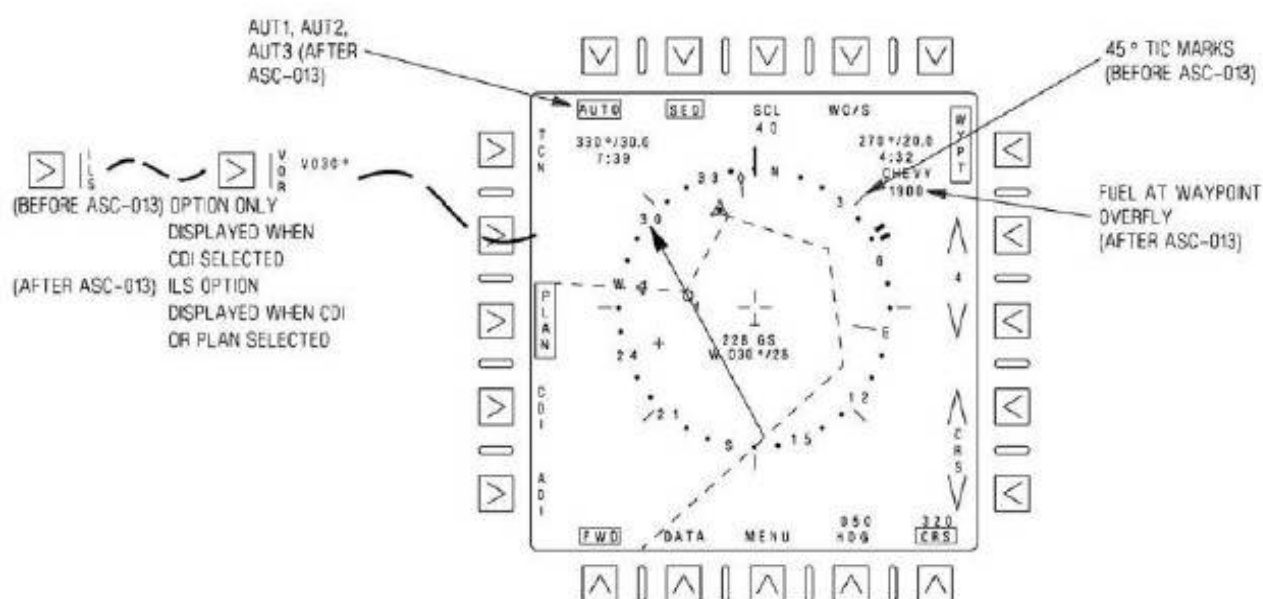 AUT1, AUT2,
AUT3 (AFTER
ASC-013)
45° TIC MARKS
(BEFORE ASC-013)
AUTO SEQ SCL WO/S
40
WYPT
TCN
330°/30.6
7:39
270°/20.0
4:32
CHEVY
1900
ILS
VOR
V030°
(BEFORE ASC-013) OPTION ONLY
DISPLAYED WHEN
CDI SELECTED
(AFTER ASC-013) ILS OPTION
DISPLAYED WHEN CDI
OR PLAN SELECTED
FUEL AT WAYPOINT
OVERFLY
(AFTER ASC-013)
33 N 3
30 6
W E
24 12
21 S 15
4
PLAN
228 GS
W 030°/28
CDI
CRS
ADI
050 320
FWD DATA MENU HDG CRS